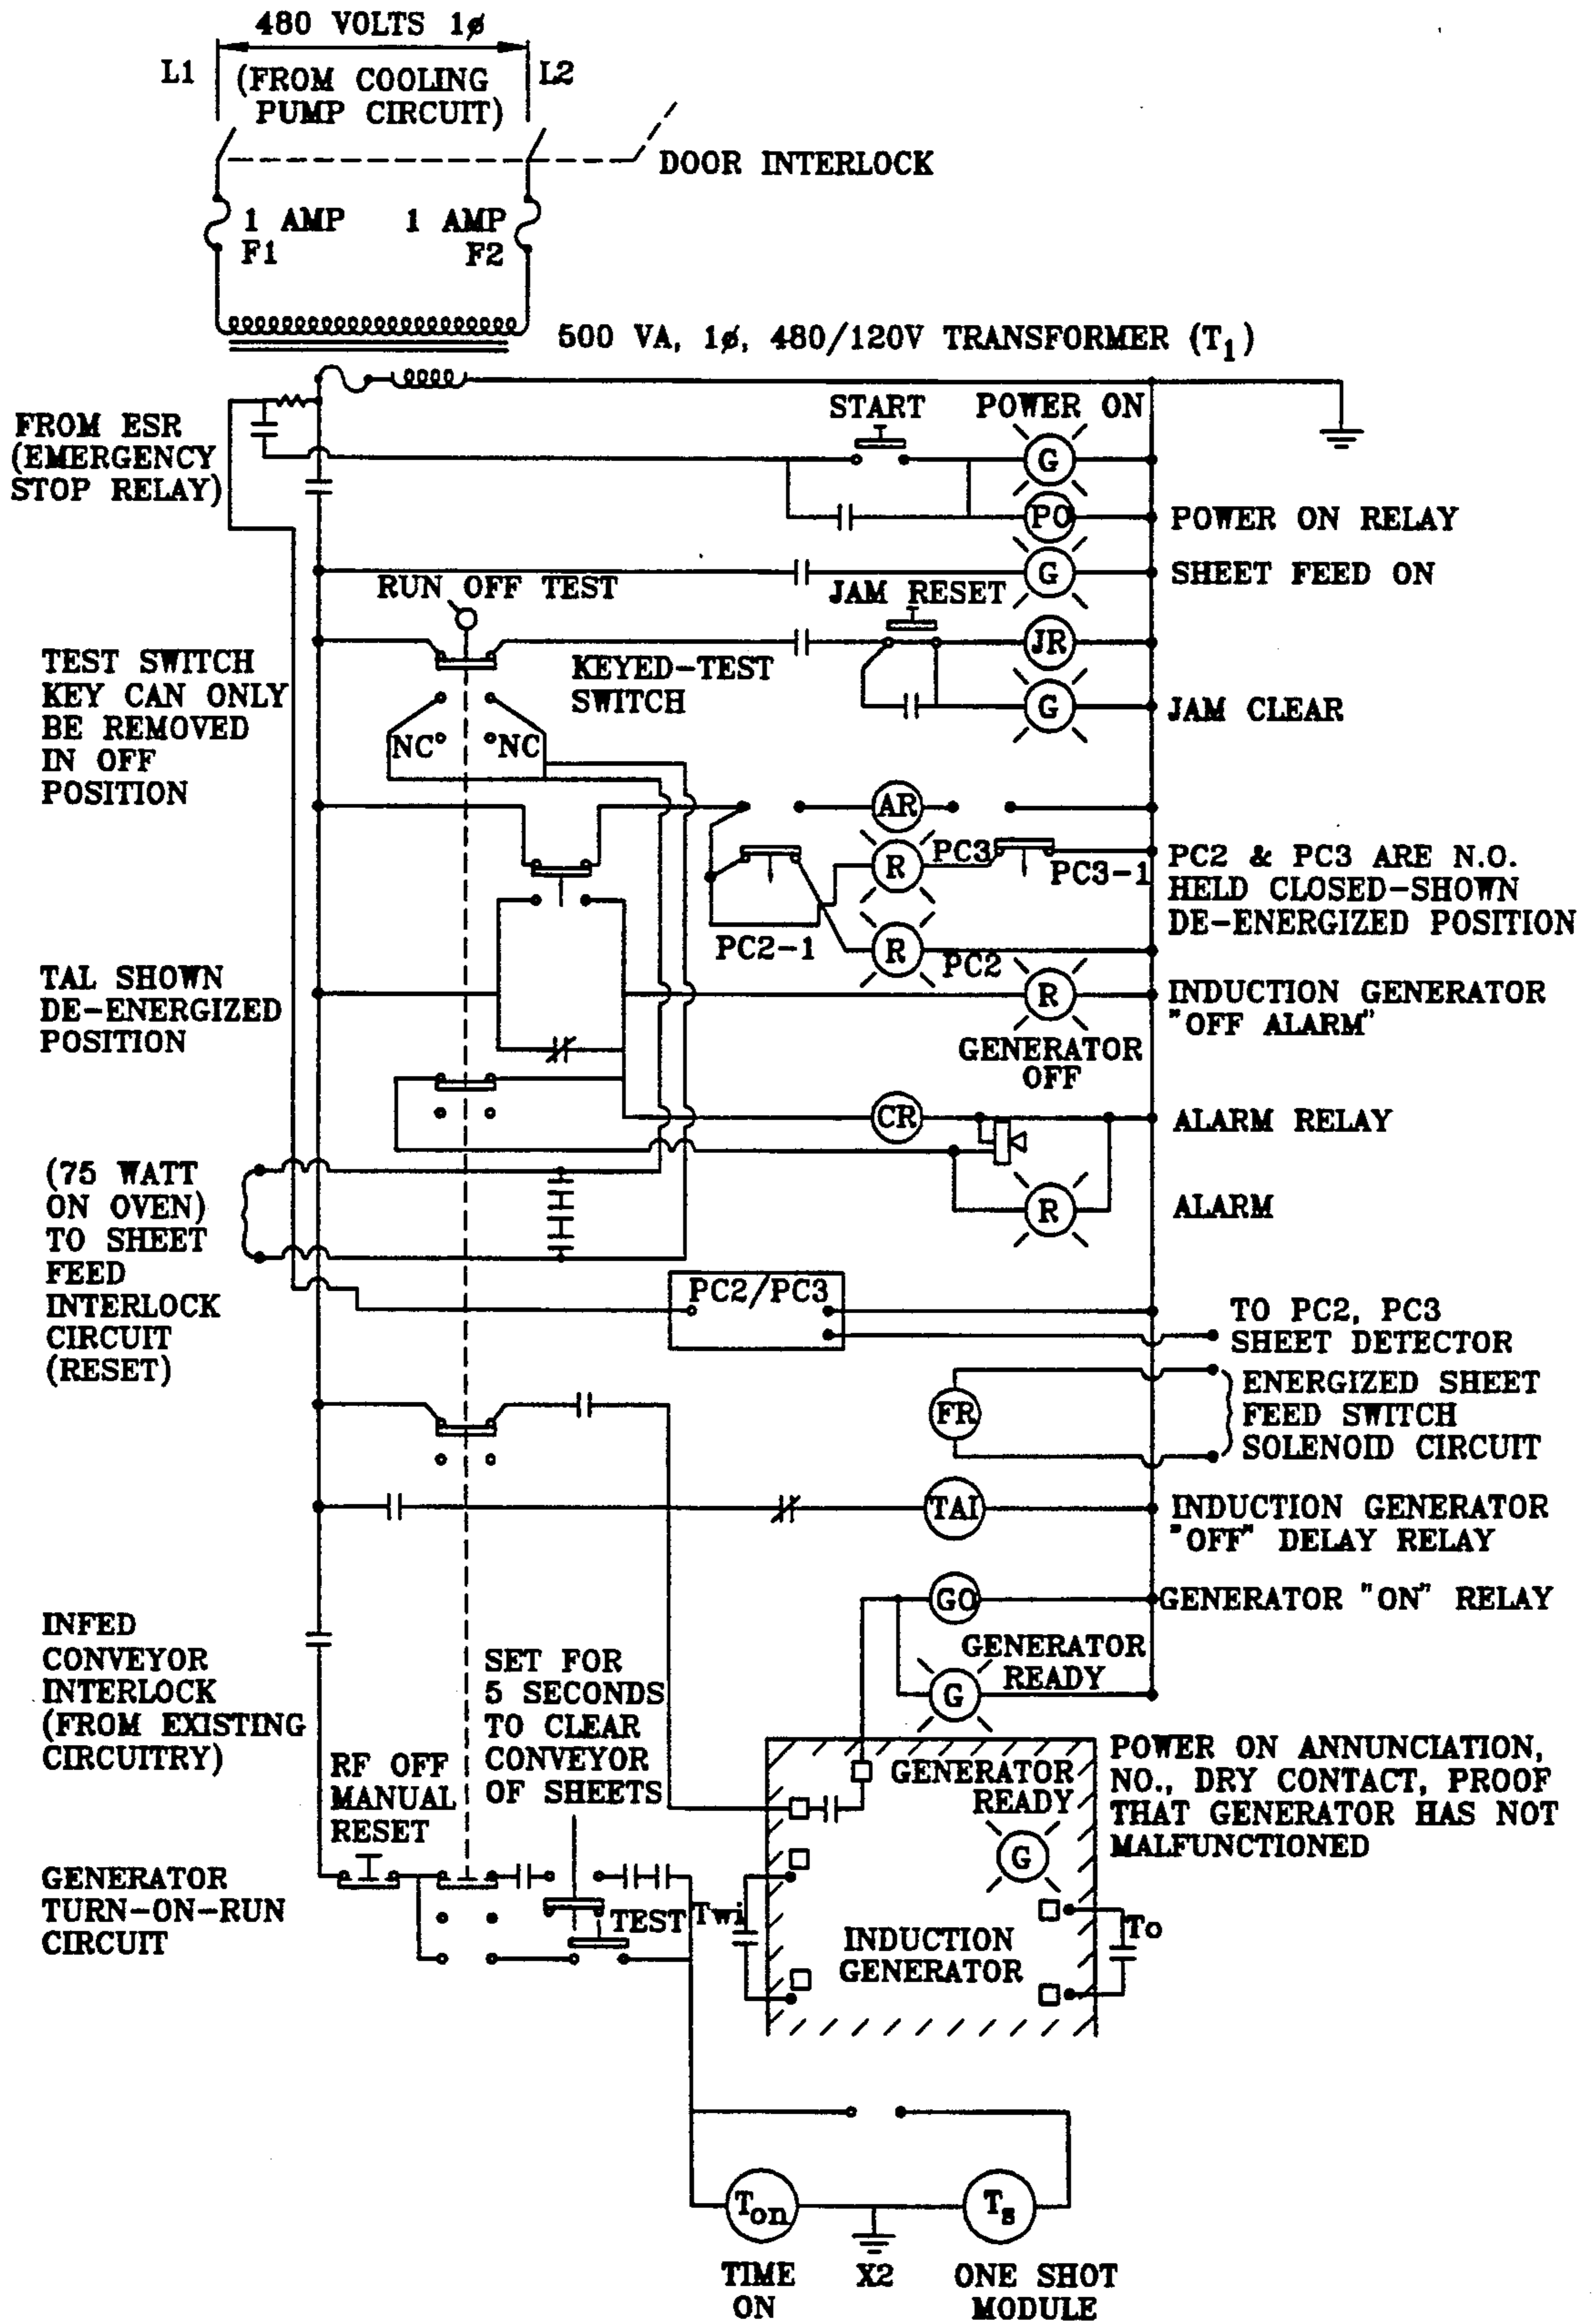 480 VOLTS 1ø
L1
(FROM COOLING
PUMP CIRCUIT)
L2
DOOR INTERLOCK
1 AMP
F1
1 AMP
F2
500 VA, 1ø, 480/120V TRANSFORMER (T1)
FROM ESR
(EMERGENCY
STOP RELAY)
START
POWER ON
G
PO
POWER ON RELAY
G
SHEET FEED ON
RUN OFF TEST
JAM RESET
JR
TEST SWITCH
KEY CAN ONLY
BE REMOVED
IN OFF
POSITION
KEYED-TEST
SWITCH
G
JAM CLEAR
NC
NC
AR
R
PC3
PC3-1
PC2 & PC3 ARE N.O.
HELD CLOSED-SHOWN
DE-ENERGIZED POSITION
PC2-1
R
PC2
TAL SHOWN
DE-ENERGIZED
POSITION
R
INDUCTION GENERATOR
"OFF ALARM"
GENERATOR
OFF
CR
ALARM RELAY
(75 WATT
ON OVEN)
TO SHEET
FEED
INTERLOCK
CIRCUIT
(RESET)
R
ALARM
PC2/PC3
TO PC2, PC3
SHEET DETECTOR
FR
ENERGIZED SHEET
FEED SWITCH
SOLENOID CIRCUIT
TAI
INDUCTION GENERATOR
"OFF" DELAY RELAY
GO
GENERATOR "ON" RELAY
INFED
CONVEYOR
INTERLOCK
(FROM EXISTING
CIRCUITRY)
SET FOR
5 SECONDS
TO CLEAR
CONVEYOR
OF SHEETS
GENERATOR
READY
G
RF OFF
MANUAL
RESET
GENERATOR
READY
G
POWER ON ANNUNCIATION,
NO., DRY CONTACT, PROOF
THAT GENERATOR HAS NOT
MALFUNCTIONED
GENERATOR
TURN-ON-RUN
CIRCUIT
TEST
Twi
INDUCTION
GENERATOR
To
Ton
Ts
TIME
ON
X2
ONE SHOT
MODULE